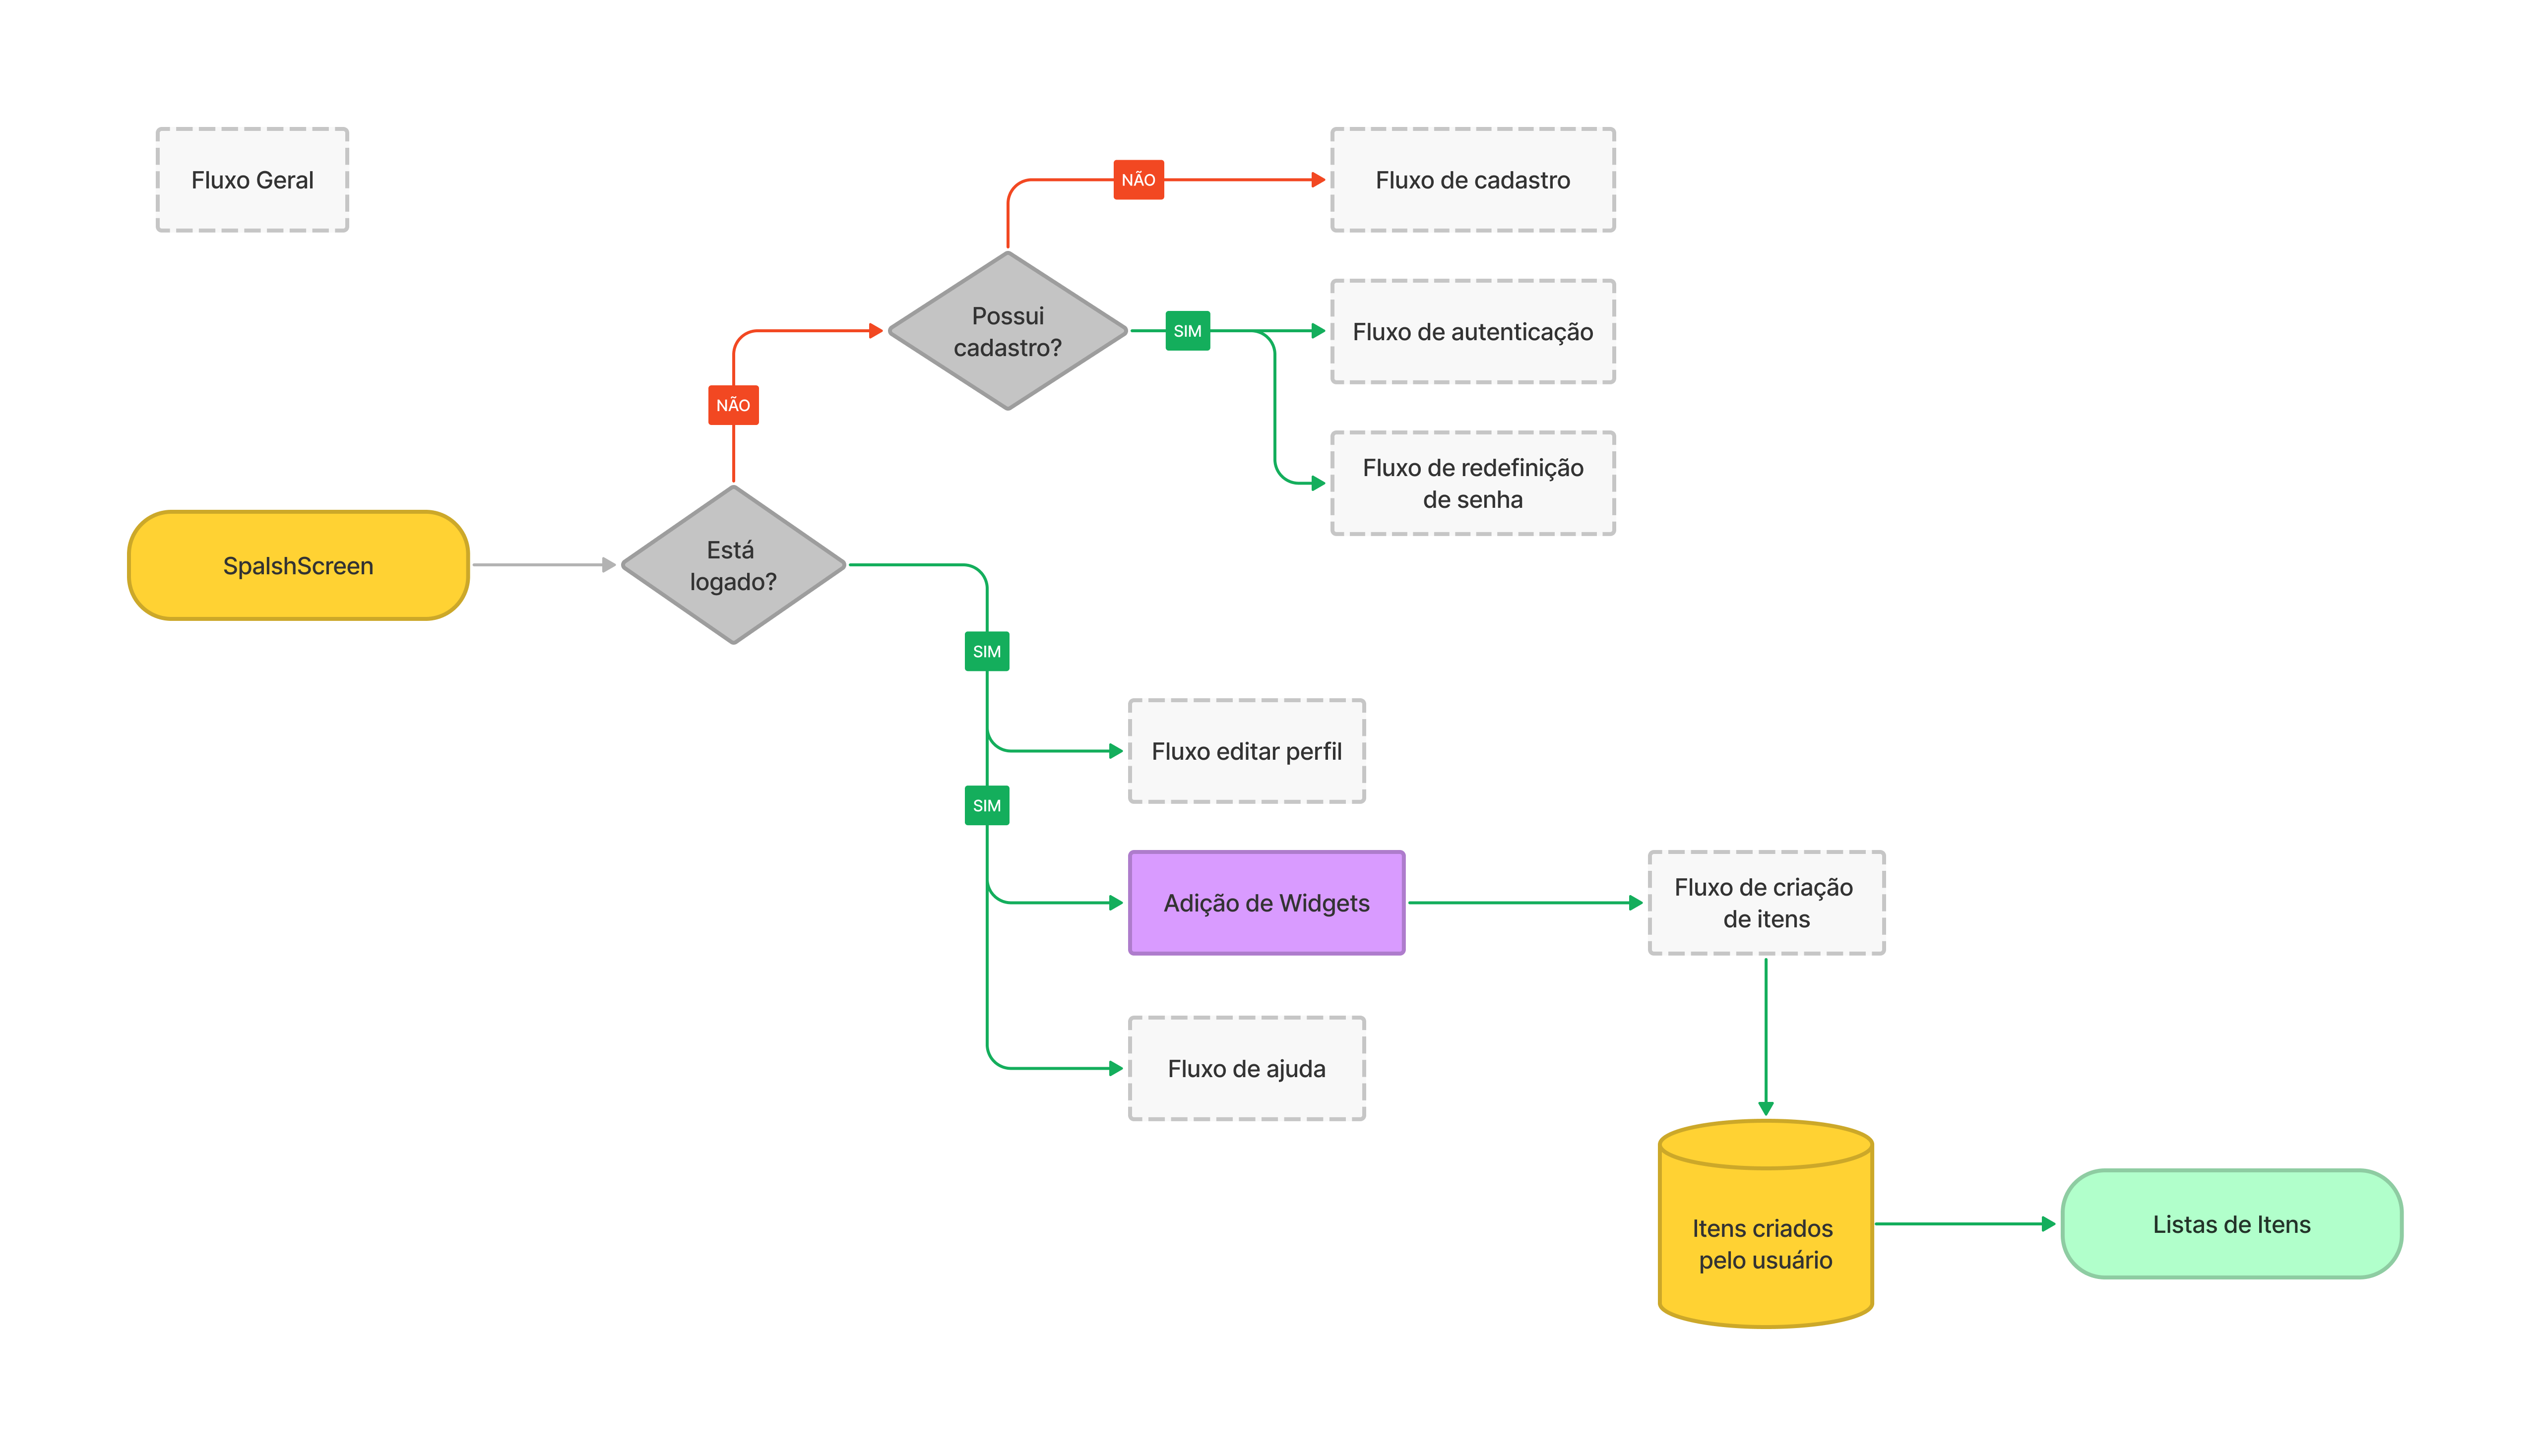 Fluxo Geral
NÃO
Fluxo de cadastro
Possui
cadastro?
SIM
Fluxo de autenticação
NÃO
Fluxo de redefinição
de senha
SpalshScreen
Está
logado?
SIM
Fluxo editar perfil
SIM
Adição de Widgets
Fluxo de criação
de itens
Fluxo de ajuda
Itens criados
pelo usuário
Listas de Itens